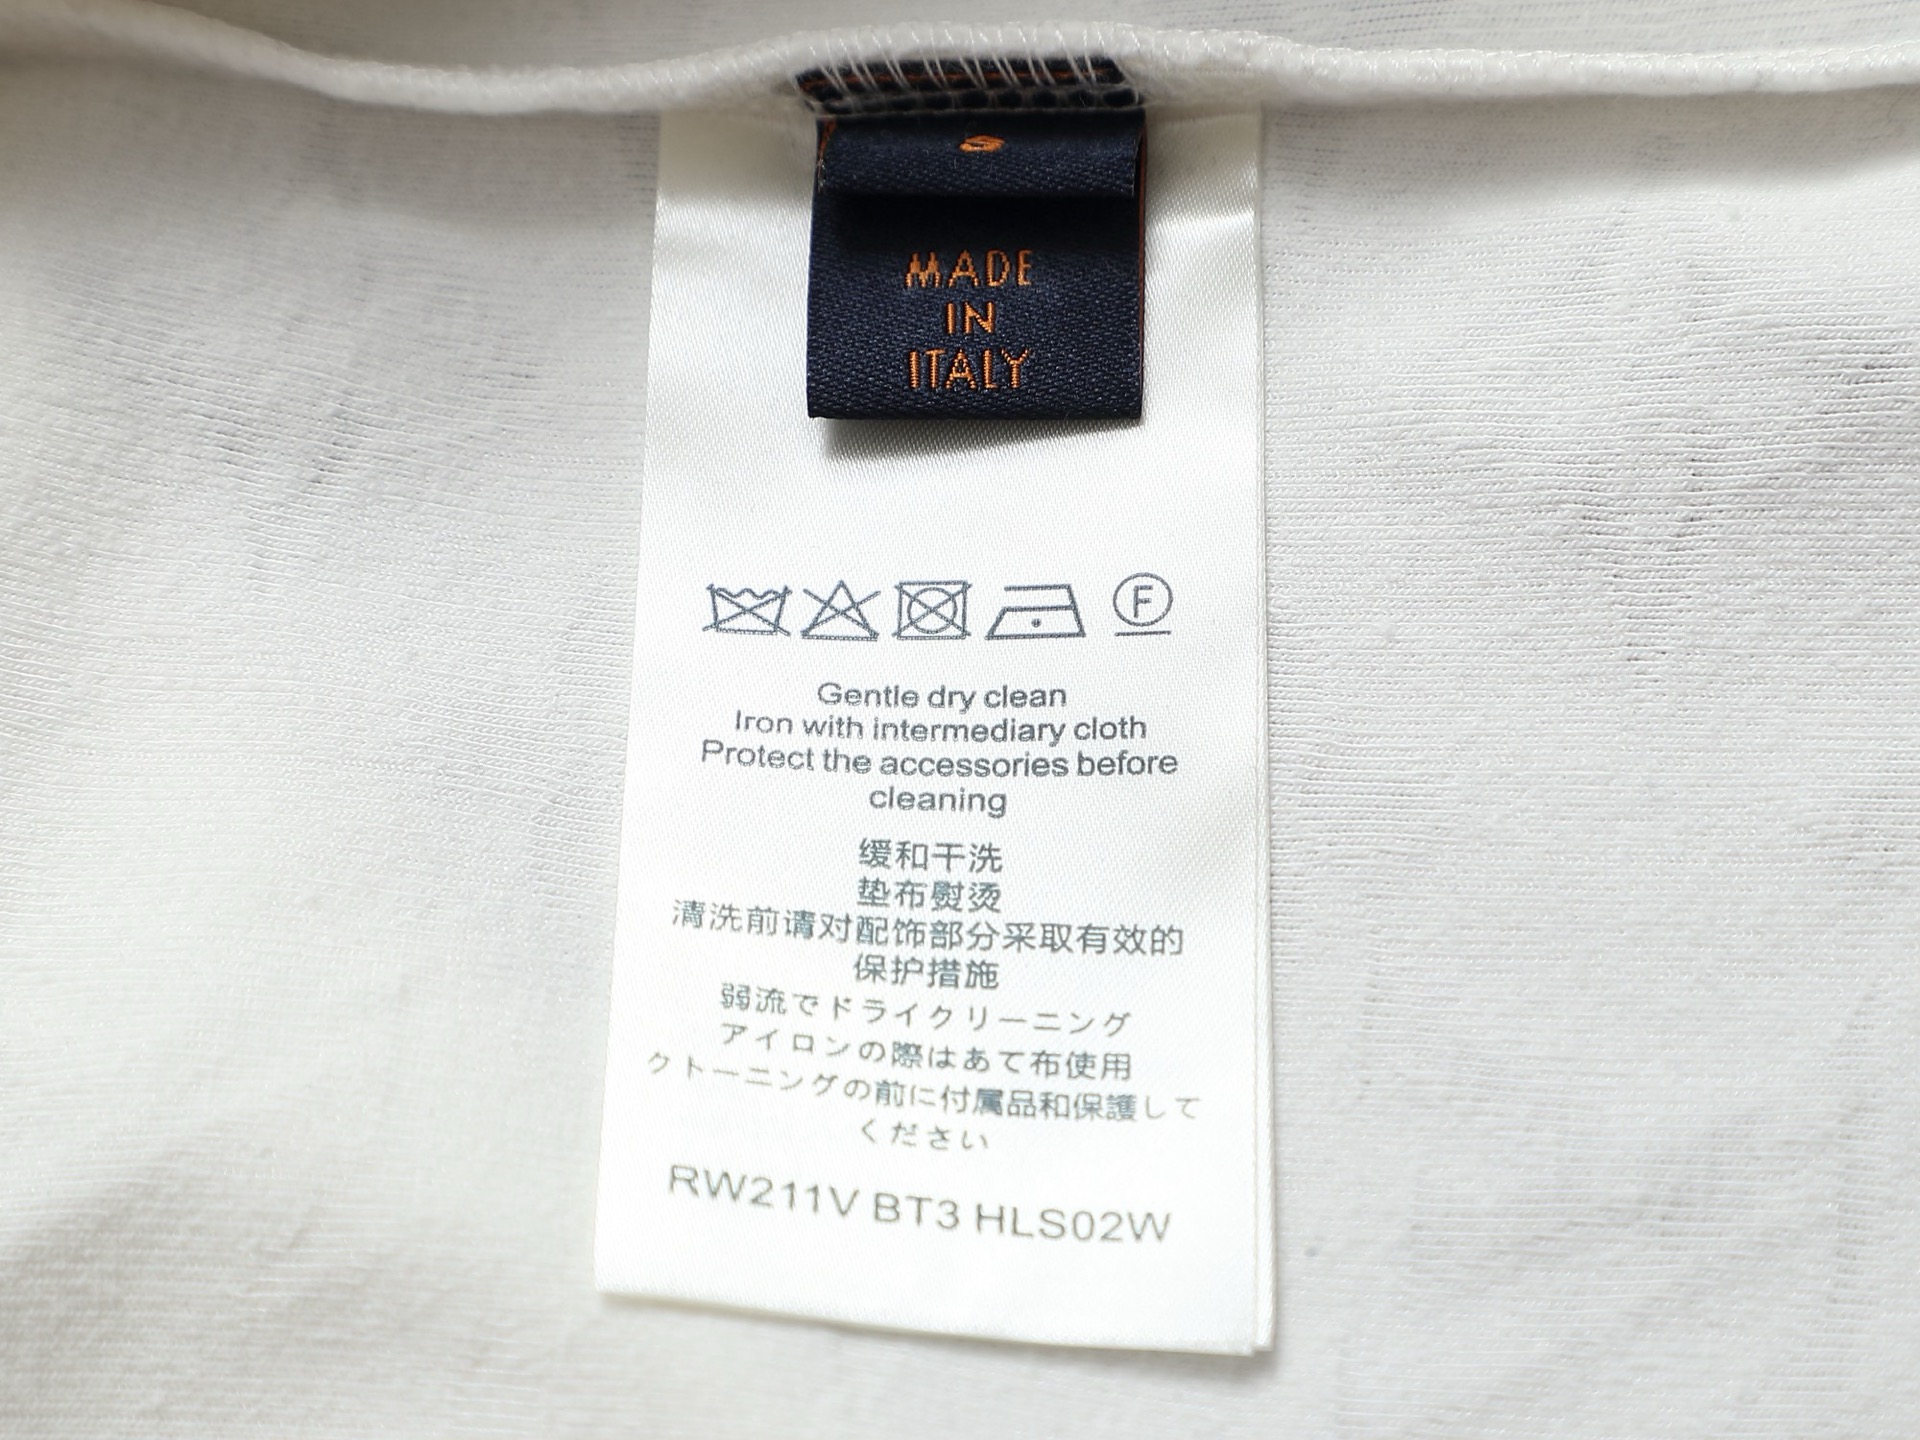 S
MADE
IN
ITALY
F
Gentle dry clean
Iron with intermediary cloth
Protect the accessories before
cleaning
缓和干洗
垫布熨烫
清洗前请对配饰部分采取有效的
保护措施
弱流でドライクリーニング
アイロンの際はあて布使用
クトーニングの前に付属品和保護して
ください
RW211V BT3 HLS02W